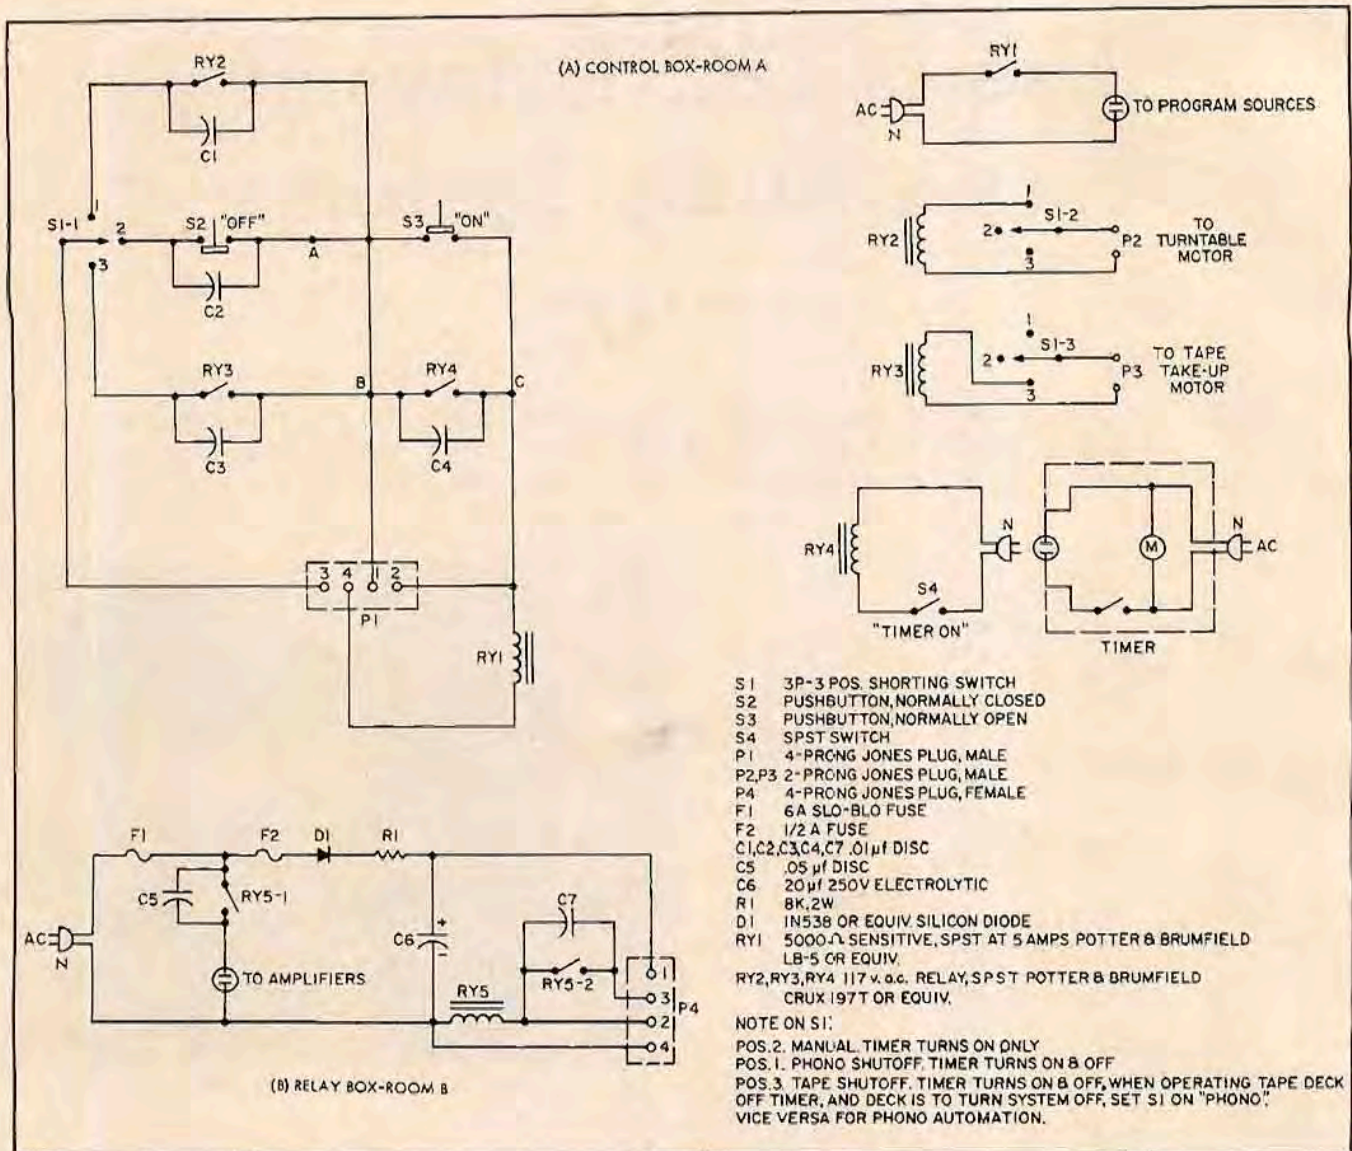 (A) CONTROL BOX-ROOM A
RY2
C1
1
S1-1
2
S2 "OFF"
A
S3 "ON"
3
C2
RY3
B
RY4
C
C3
C4
3 4 1 2
P1
RY1
RY1
AC
N
TO PROGRAM SOURCES
1
S1-2
RY2
2
3
P2
TO
TURNTABLE
MOTOR
1
S1-3
RY3
2
3
P3
TO TAPE
TAKE-UP
MOTOR
RY4
N
S4
"TIMER ON"
M
N
AC
TIMER
S1 3P-3 POS. SHORTING SWITCH
S2 PUSHBUTTON, NORMALLY CLOSED
S3 PUSHBUTTON, NORMALLY OPEN
S4 SPST SWITCH
P1 4-PRONG JONES PLUG, MALE
P2,P3 2-PRONG JONES PLUG, MALE
P4 4-PRONG JONES PLUG, FEMALE
F1 6A SLO-BLO FUSE
F2 1/2 A FUSE
C1,C2,C3,C4,C7 .01µf DISC
C5 .05 µf DISC
C6 20µf 250V ELECTROLYTIC
R1 8K, 2W
D1 IN538 OR EQUIV. SILICON DIODE
RY1 5000Ω SENSITIVE, SPST AT 5 AMPS POTTER & BRUMFIELD
LB-5 OR EQUIV.
RY2,RY3,RY4 117 v. a.c. RELAY, SPST POTTER & BRUMFIELD
CRUX 197T OR EQUIV.
NOTE ON S1:
POS.2. MANUAL. TIMER TURNS ON ONLY
POS.1. PHONO SHUTOFF. TIMER TURNS ON & OFF
POS.3. TAPE SHUTOFF. TIMER TURNS ON & OFF, WHEN OPERATING TAPE DECK
OFF TIMER, AND DECK IS TO TURN SYSTEM OFF, SET S1 ON "PHONO".
VICE VERSA FOR PHONO AUTOMATION.
F1
F2
D1
R1
C5
RY5-1
AC
N
TO AMPLIFIERS
C6
+
-
C7
RY5
RY5-2
1
3
2
4
P4
(B) RELAY BOX-ROOM B